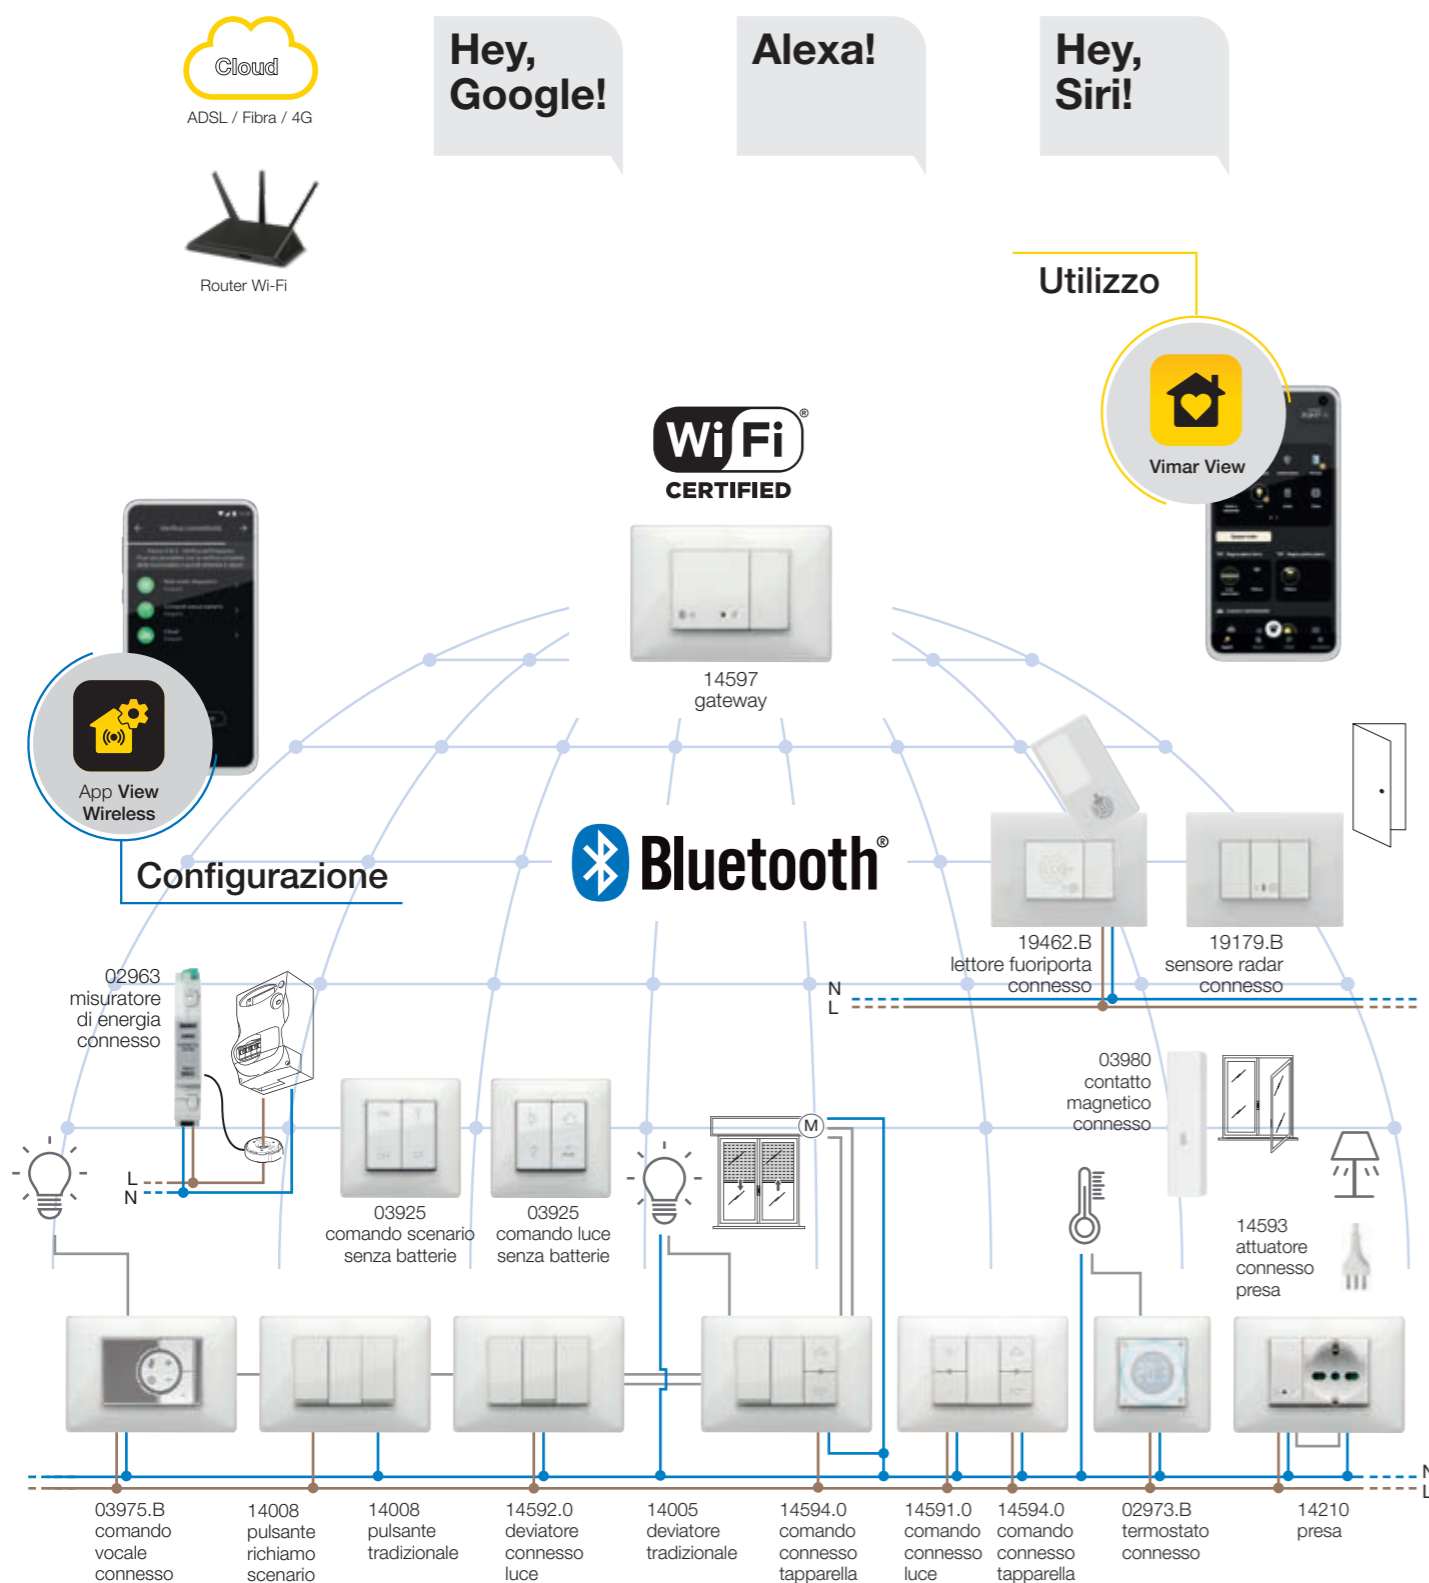 Cloud
ADSL / Fibra / 4G
Hey,
Google!
Alexa!
Hey,
Siri!
Router Wi-Fi
Utilizzo
Vimar View
Wi Fi®
CERTIFIED
Verifica connettività
14597
gateway
App View
Wireless
Configurazione
Bluetooth®
19462.B
lettore fuoriporta
connesso
19179.B
sensore radar
connesso
N
L
02963
misuratore
di energia
connesso
L
N
03925
comando scenario
senza batterie
03925
comando luce
senza batterie
M
03980
contatto
magnetico
connesso
14593
attuatore
connesso
presa
N
L
03975.B
comando
vocale
connesso
14008
pulsante
richiamo
scenario
14008
pulsante
tradizionale
14592.0
deviatore
connesso
luce
14005
deviatore
tradizionale
14594.0
comando
connesso
tapparella
14591.0
comando
connesso
luce
14594.0
comando
connesso
tapparella
02973.B
termostato
connesso
14210
presa